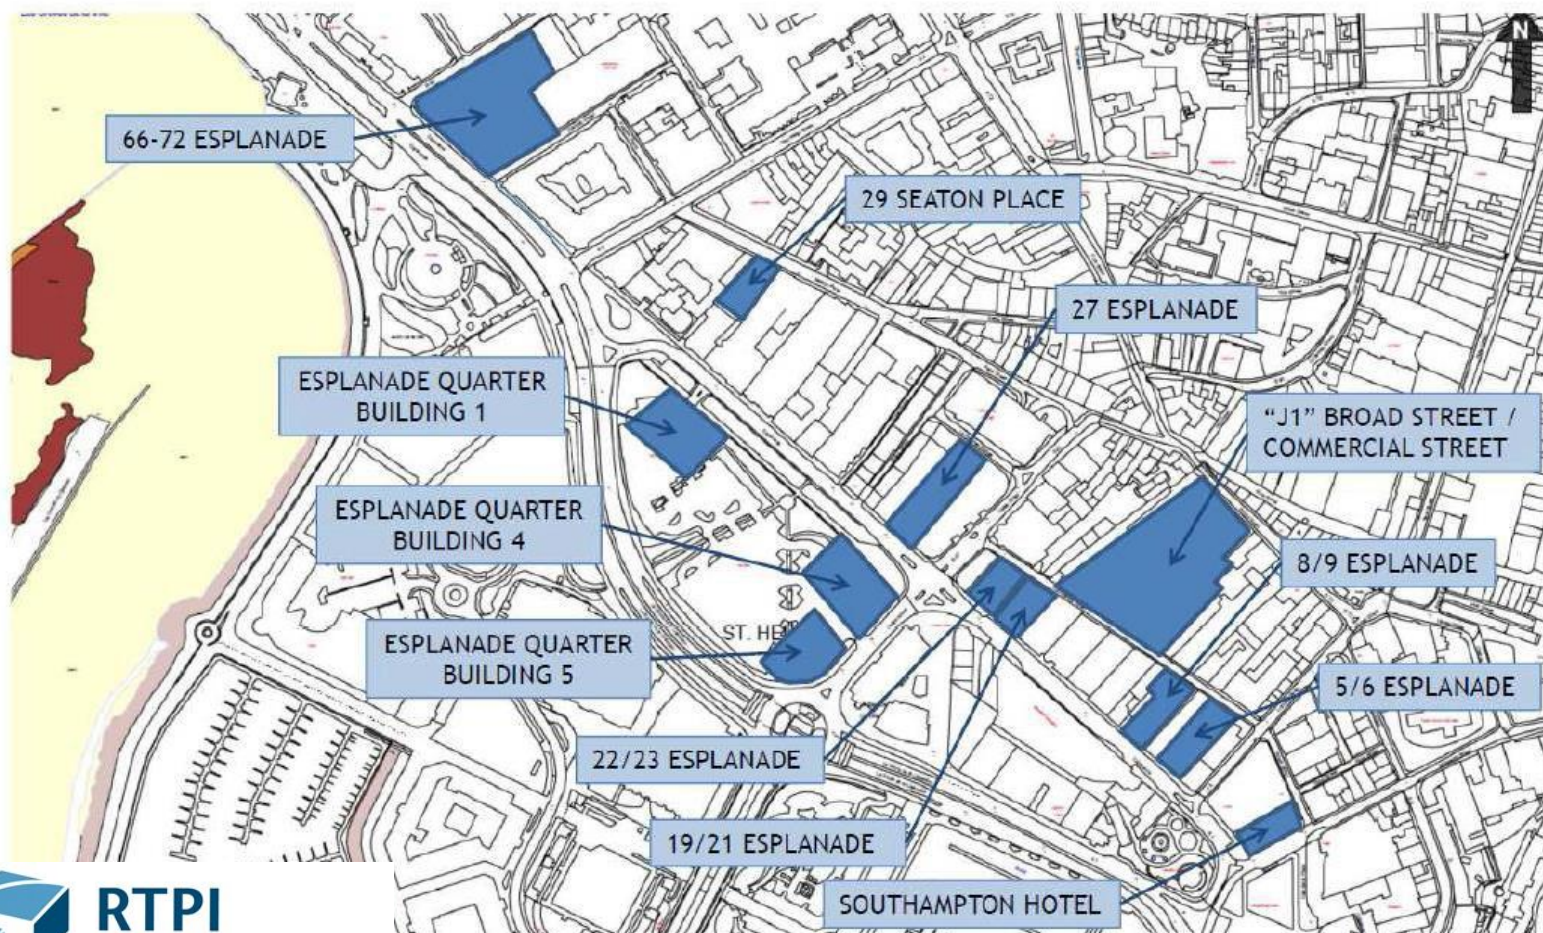 N
66-72 ESPLANADE
29 SEATON PLACE
27 ESPLANADE
ESPLANADE QUARTER
BUILDING 1
“J1” BROAD STREET /
COMMERCIAL STREET
ESPLANADE QUARTER
BUILDING 4
8/9 ESPLANADE
ST. HE
ESPLANADE QUARTER
BUILDING 5
5/6 ESPLANADE
22/23 ESPLANADE
19/21 ESPLANADE
SOUTHAMPTON HOTEL
RTPI